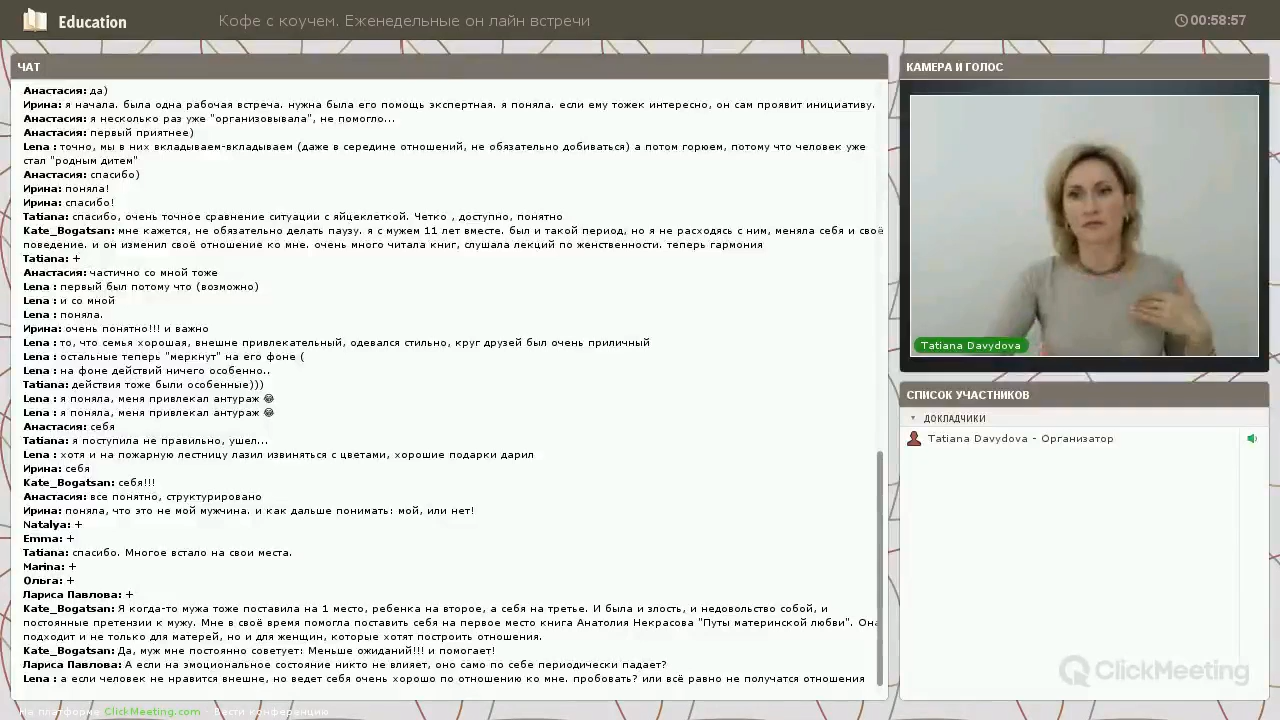 Education
Кофе с коучем. Еженедельные он лайн встречи
00:58:57
ЧАТ
Анастасия: да)
Ирина: я начала. была одна рабочая встреча. нужна была его помощь экспертная. я поняла. если ему тожек интересно, он сам проявит инициативу.
Анастасия: я несколько раз уже "организовывала", не помогло...
Анастасия: первый приятнее)
Lena : точно, мы в них вкладываем-вкладываем (даже в середине отношений, не обязательно добиваться) а потом горюем, потому что человек уже
стал "родным дитем"
Анастасия: спасибо)
Ирина: поняла!
Ирина: спасибо!
Tatiana: спасибо, очень точное сравнение ситуации с яйцеклеткой. Четко , доступно, понятно
Kate_Bogatsan: мне кажется, не обязательно делать паузу. я с мужем 11 лет вместе. был и такой период, но я не расходясь с ним, меняла себя и своё
поведение. и он изменил своё отношение ко мне. очень много читала книг, слушала лекций по женственности. теперь гармония
Tatiana: +
Анастасия: частично со мной тоже
Lena : первый был потому что (возможно)
Lena : и со мной
Lena : поняла.
Ирина: очень понятно!!! и важно
Lena : то, что семья хорошая, внешне привлекательный, одевался стильно, круг друзей был очень приличный
Lena : остальные теперь "меркнут" на его фоне (
Lena : на фоне действий ничего особенно..
Tatiana: действия тоже были особенные)))
Lena : я поняла, меня привлекал антураж 😂
Lena : я поняла, меня привлекал антураж 😂
Анастасия: себя
Tatiana: я поступила не правильно, ушел...
Lena : хотя и на пожарную лестницу лазил извиняться с цветами, хорошие подарки дарил
Ирина: себя
Kate_Bogatsan: себя!!!
Анастасия: все понятно, структурировано
Ирина: поняла, что это не мой мужчина. и как дальше понимать: мой, или нет!
Natalya: +
Emma: +
Tatiana: спасибо. Многое встало на свои места.
Marina: +
Ольга: +
Лариса Павлова: +
Kate_Bogatsan: Я когда-то мужа тоже поставила на 1 место, ребенка на второе, а себя на третье. И была и злость, и недовольство собой, и
постоянные претензии к мужу. Мне в своё время помогла поставить себя на первое место книга Анатолия Некрасова "Путы материнской любви". Она
подходит и не только для матерей, но и для женщин, которые хотят построить отношения.
Kate_Bogatsan: Да, муж мне постоянно советует: Меньше ожиданий!!! и помогает!
Лариса Павлова: А если на эмоциональное состояние никто не влияет, оно само по себе периодически падает?
Lena : а если человек не нравится внешне, но ведет себя очень хорошо по отношению ко мне. пробовать? или всё равно не получатся отношения
На платформе ClickMeeting.com Вести конференцию
КАМЕРА И ГОЛОС
Tatiana Davydova
СПИСОК УЧАСТНИКОВ
ДОКЛАДЧИКИ
Tatiana Davydova - Организатор
ClickMeeting